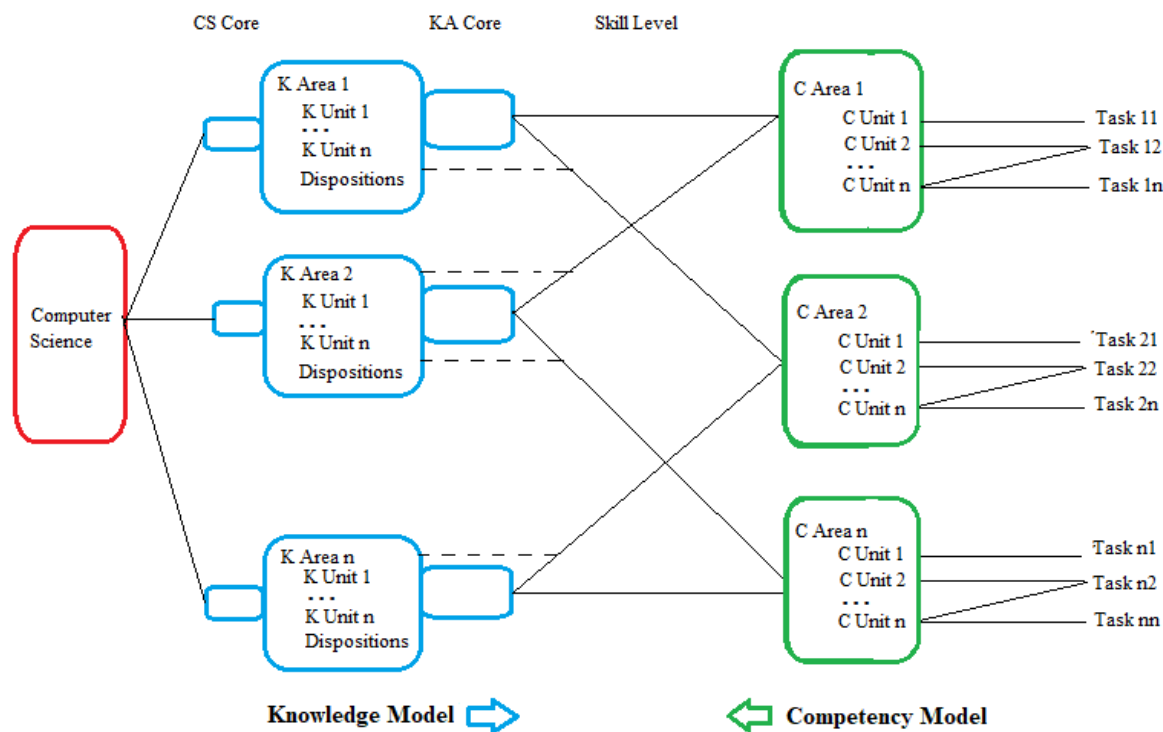 CS Core
KA Core
Skill Level
K Area 1
K Unit 1
...
K Unit n
Dispositions
K Area 2
K Unit 1
...
K Unit n
Dispositions
K Area n
K Unit 1
...
K Unit n
Dispositions
Computer
Science
C Area 1
C Unit 1
C Unit 2
...
C Unit n
Task 11
Task 12
Task 1n
C Area 2
C Unit 1
C Unit 2
...
C Unit n
Task 21
Task 22
Task 2n
C Area n
C Unit 1
C Unit 2
...
C Unit n
Task n1
Task n2
Task nn
Knowledge Model
Competency Model